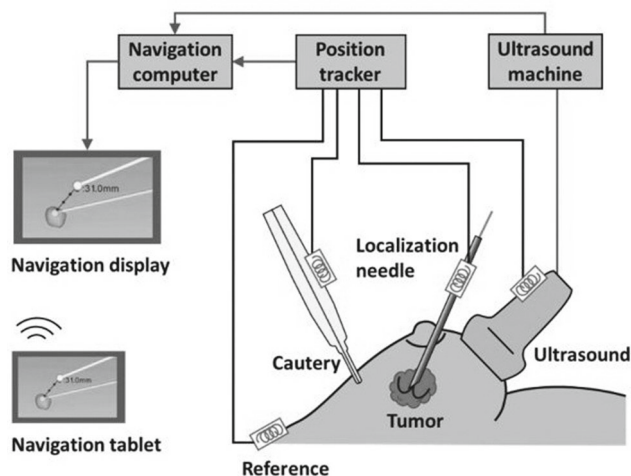 Navigation
computer
Position
tracker
Ultrasound
machine
31.0mm
Navigation display
Localization
needle
Cautery
Ultrasound
31.0mm
Tumor
Navigation tablet
Reference